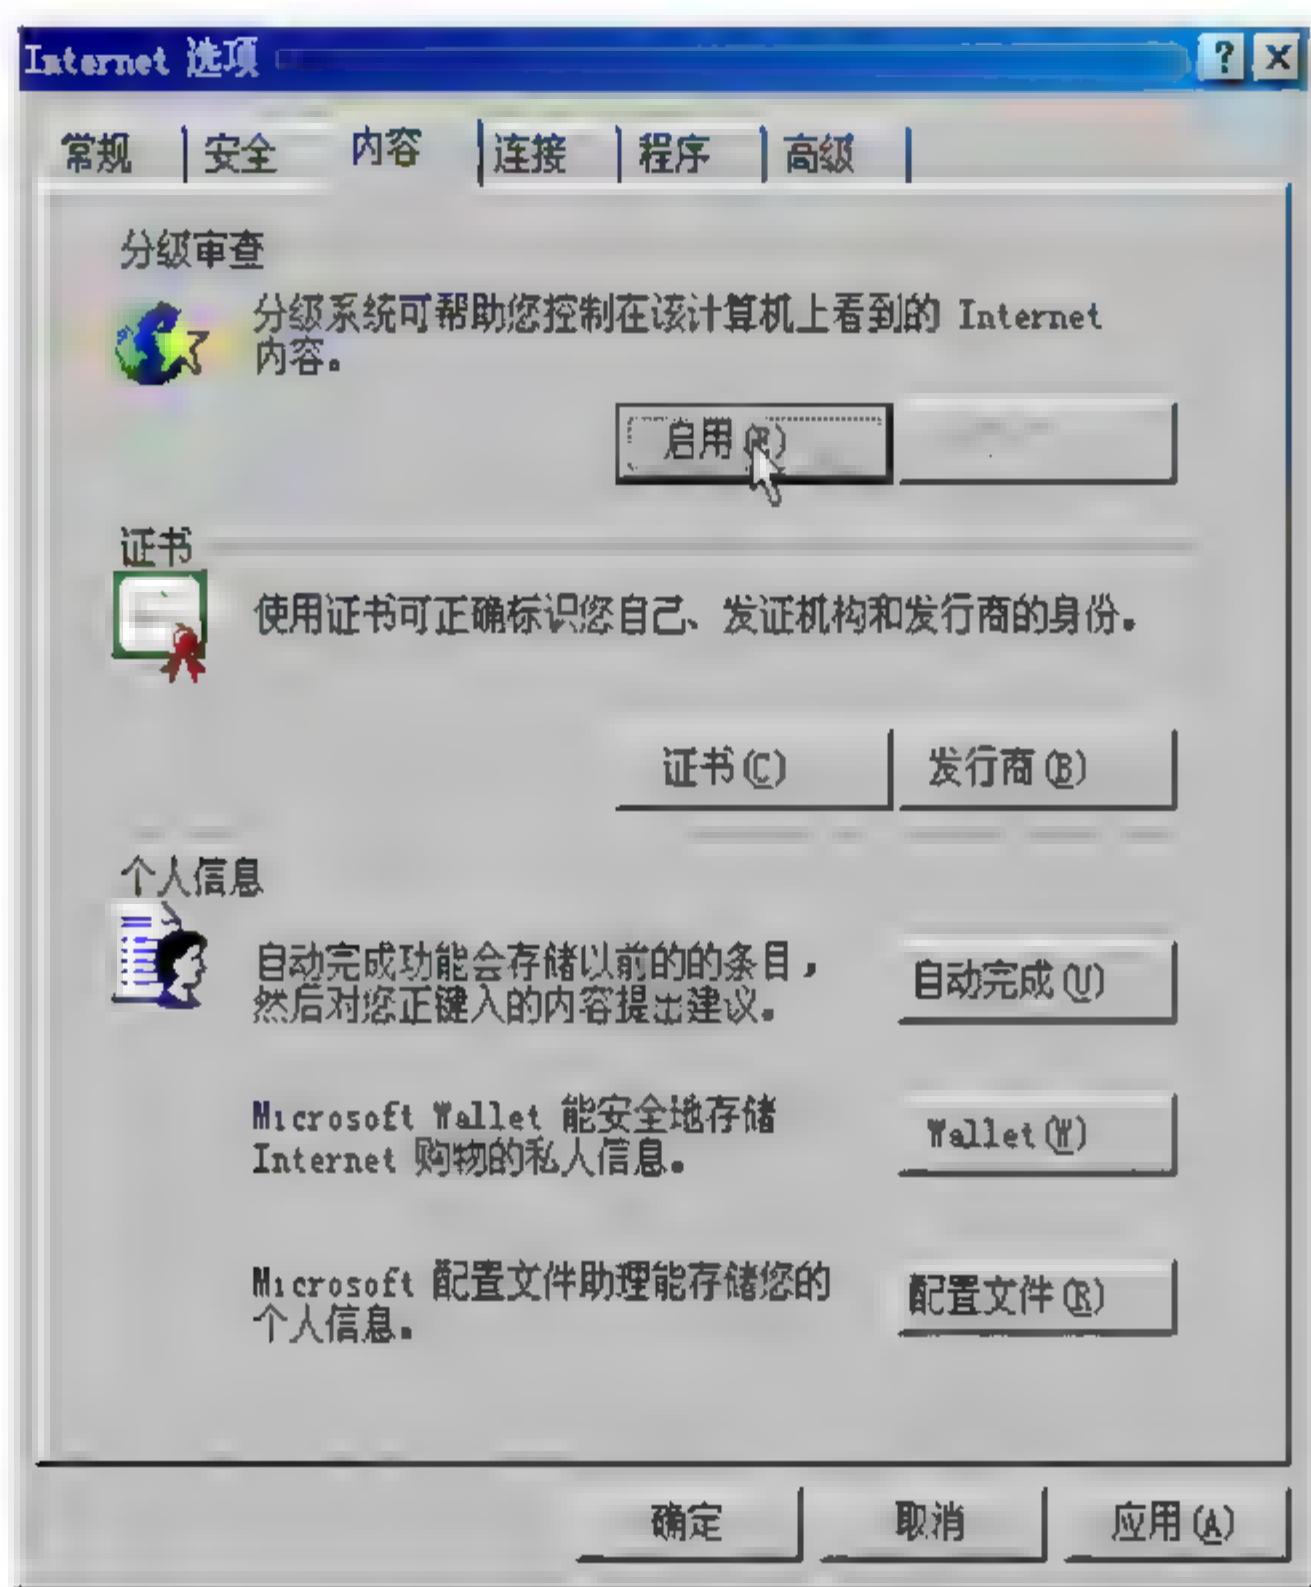 Internet 选项
常规 安全 内容 连接 程序 高级
分级审查
分级系统可帮助您控制在该计算机上看到的 Internet
内容。
启用
证书
使用证书可正确标识您自己、发证机构和发行商的身份。
证书(C) 发行商(B)
个人信息
自动完成功能会存储以前的的条目,
然后对您正键入的内容提出建议。
自动完成(U)
Microsoft Wallet 能安全地存储
Internet 购物的私人信息。
Wallet(W)
Microsoft 配置文件助理能存储您的
个人信息。
配置文件(R)
确定 取消 应用(A)